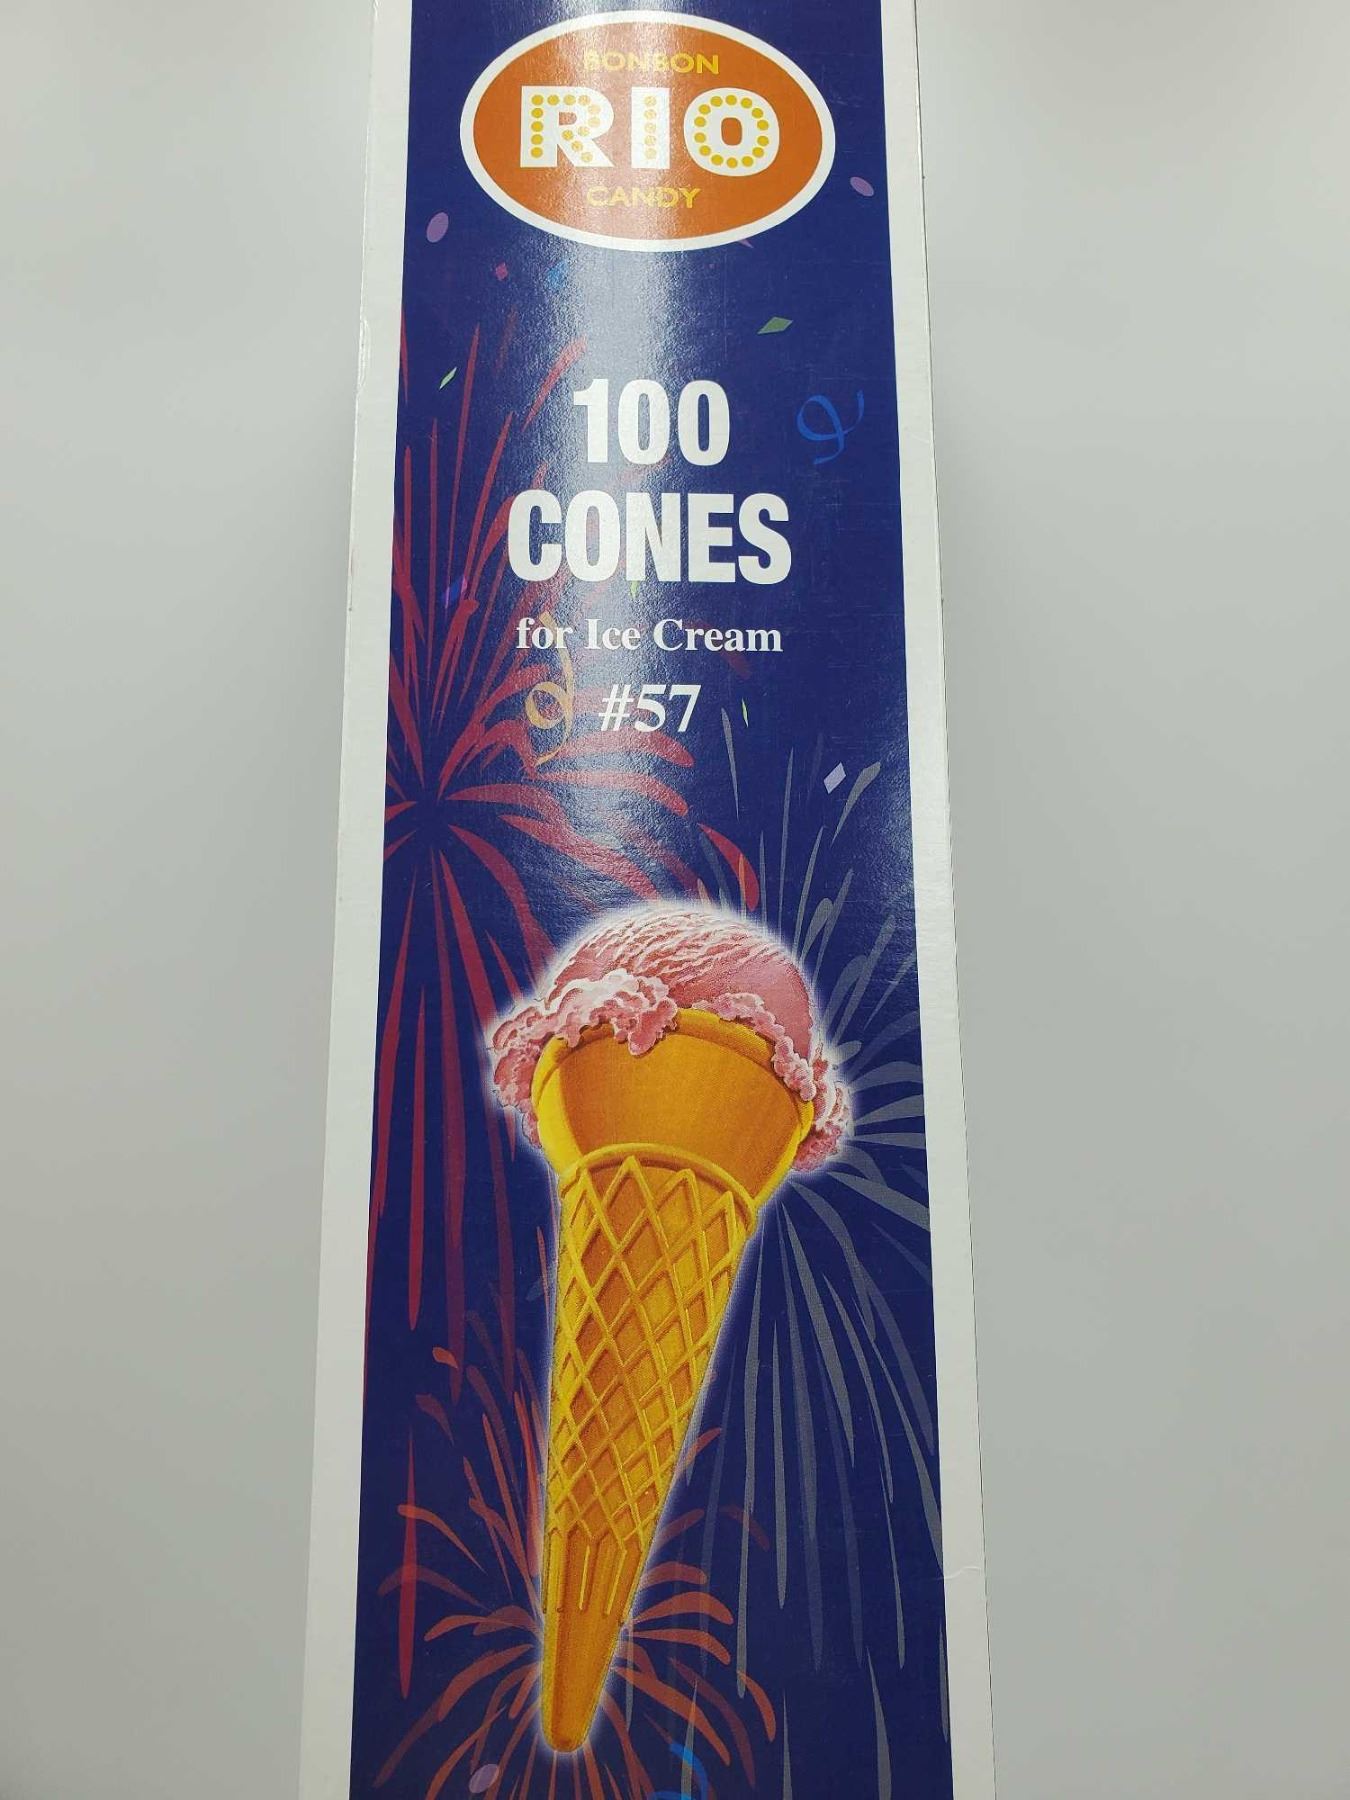 BONBON
RIO
CANDY
100
CONES
for Ice Cream
#57